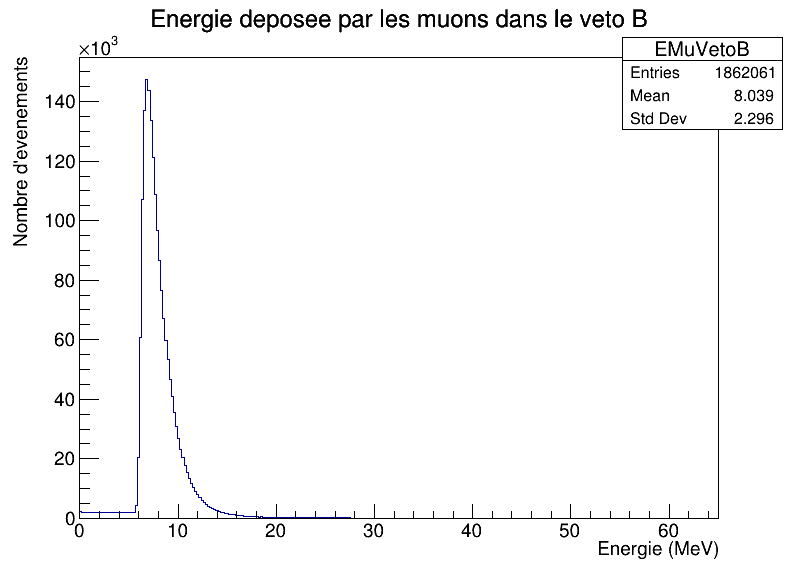 Energie deposee par les muons dans le veto B
×10³
EMuVetoB
Entries 1862061
Mean 8.039
Std Dev 2.296
Nombre d'evenements
140
120
100
80
60
40
20
0
0 10 20 30 40 50 60
Energie (MeV)